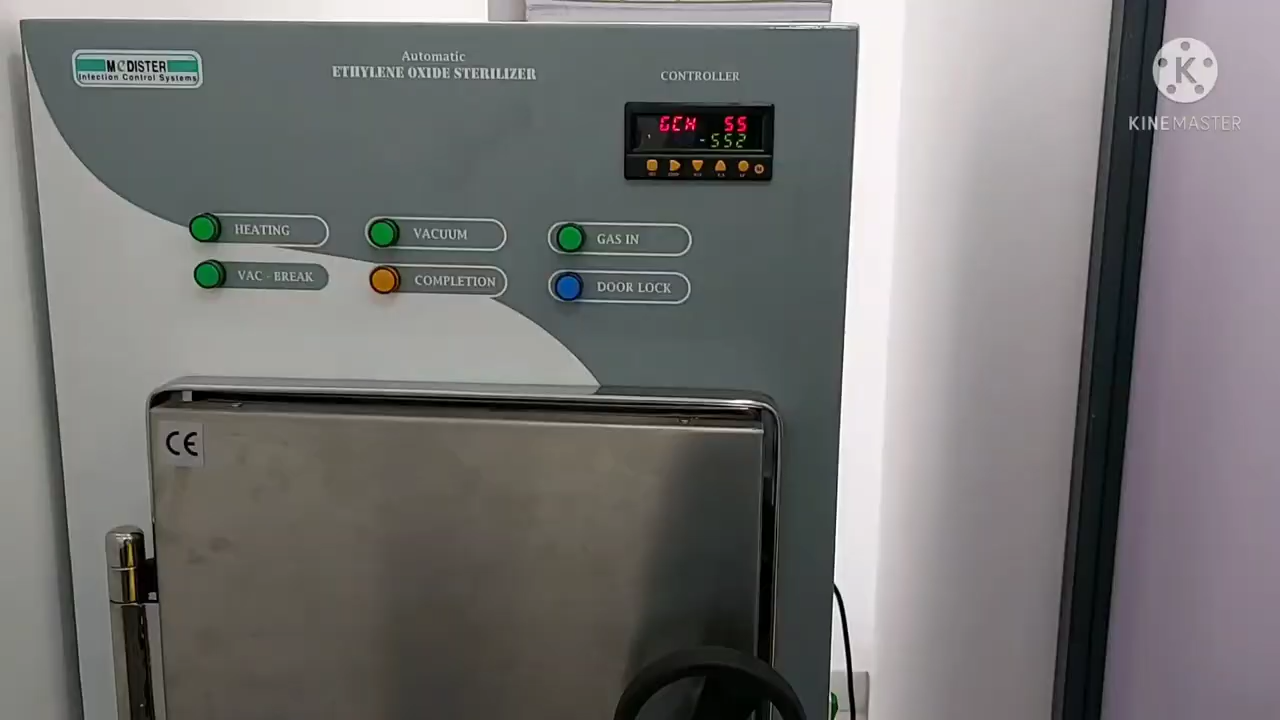 MODISTER
Infection Control Systems
Automatic
ETHYLENE OXIDE STERILIZER
CONTROLLER
GCH 55
-552
HEATING
VACUUM
GAS IN
VAC - BREAK
COMPLETION
DOOR LOCK
CE
K
KINEMASTER